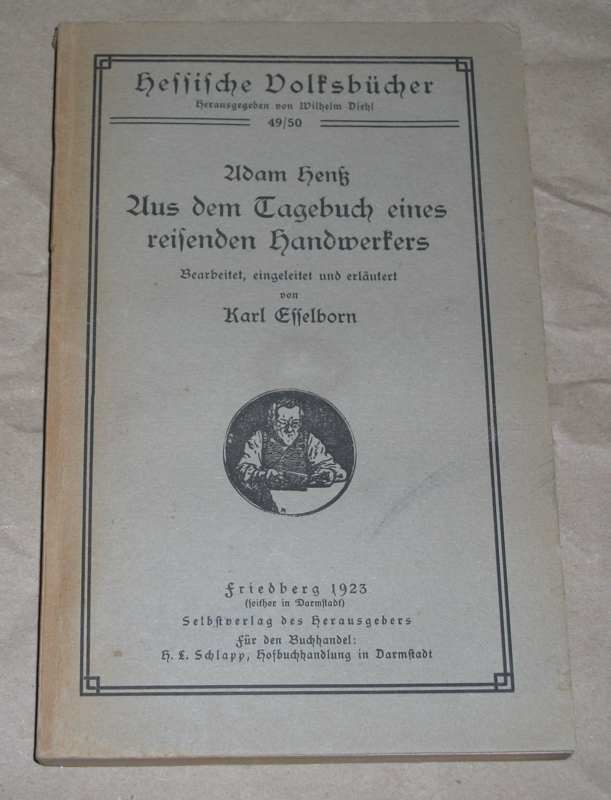 Hessische Volksbücher
Herausgegeben von Wilhelm Diehl
49/50
Adam Henß
Aus dem Tagebuch eines
reisenden Handwerkers
Bearbeitet, eingeleitet und erläutert
von
Karl Esselborn
Friedberg 1923
(seither in Darmstadt)
Selbstverlag des Herausgebers
Für den Buchhandel:
H. L. Schlapp, Hofbuchhandlung in Darmstadt